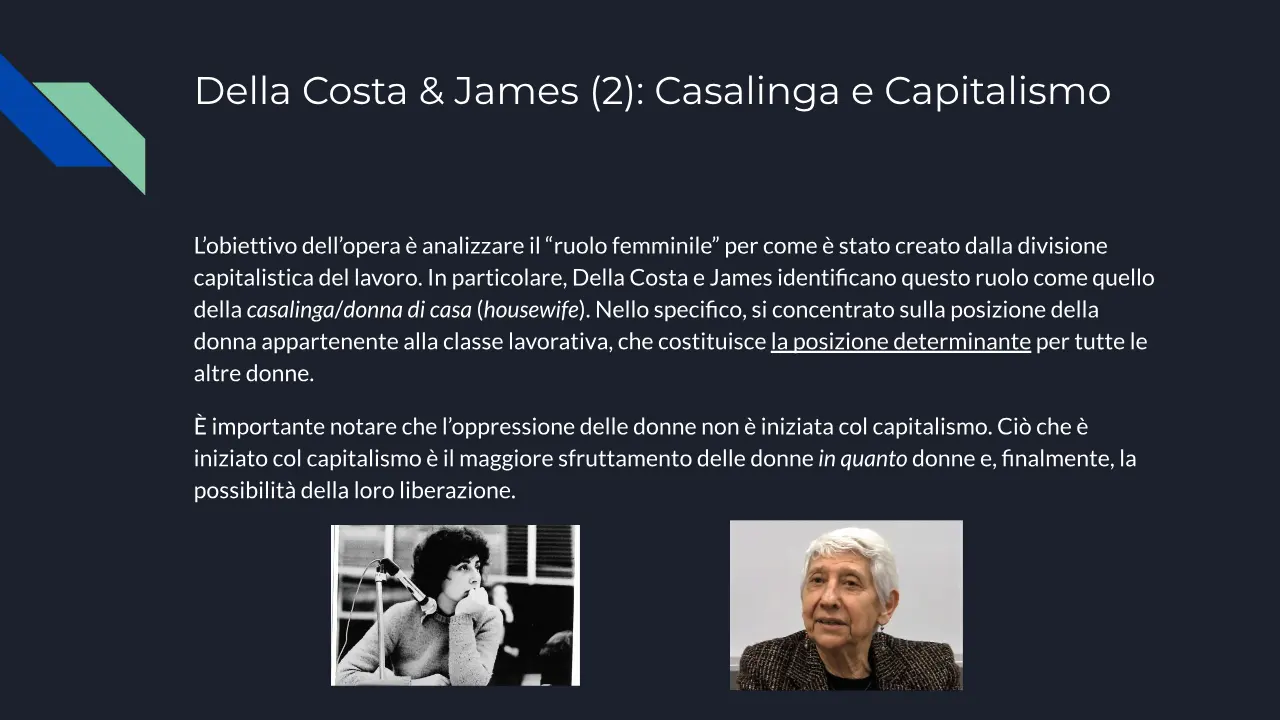 Della Costa & James (2): Casalinga e Capitalismo
L’obiettivo dell’opera è analizzare il “ruolo femminile” per come è stato creato dalla divisione
capitalistica del lavoro. In particolare, Della Costa e James identificano questo ruolo come quello
della casalinga/donna di casa (housewife). Nello specifico, si concentrato sulla posizione della
donna appartenente alla classe lavorativa, che costituisce la posizione determinante per tutte le
altre donne.
È importante notare che l’oppressione delle donne non è iniziata col capitalismo. Ciò che è
iniziato col capitalismo è il maggiore sfruttamento delle donne in quanto donne e, finalmente, la
possibilità della loro liberazione.